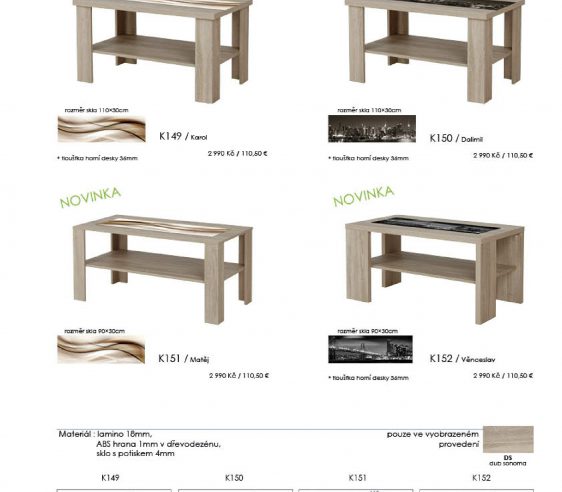 rozměr skla 110×30cm
K149 / Karol
2 990 Kč / 110,50 €
* tloušťka horní desky 36mm
rozměr skla 110×30cm
K150 / Dalimil
2 990 Kč / 110,50 €
* tloušťka horní desky 36mm
NOVINKA
NOVINKA
rozměr skla 90×30cm
K151 / Matěj
2 990 Kč / 110,50 €
rozměr skla 90×30cm
K152 / Věnceslav
2 990 Kč / 110,50 €
* tloušťka horní desky 36mm
Materiál : lamino 18mm,
ABS hrana 1mm v dřevodezénu,
sklo s potiskem 4mm
pouze ve vyobrazeném
provedení
DS
dub sonoma
K149 K150 K151 K152